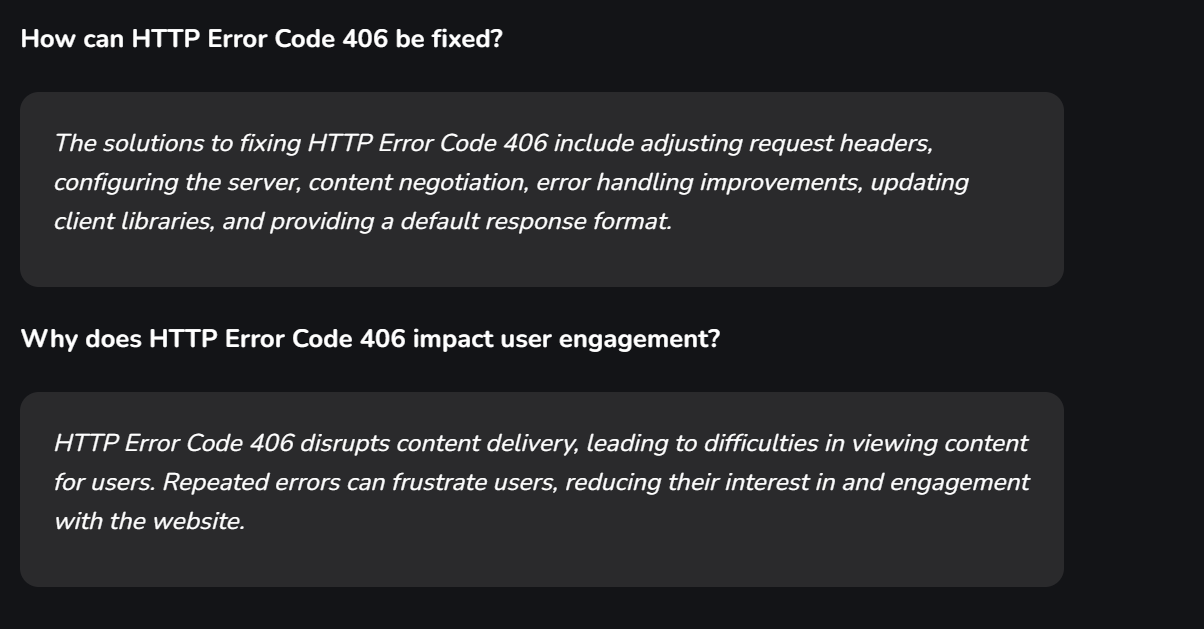 How can HTTP Error Code 406 be fixed?
The solutions to fixing HTTP Error Code 406 include adjusting request headers,
configuring the server, content negotiation, error handling improvements, updating
client libraries, and providing a default response format.
Why does HTTP Error Code 406 impact user engagement?
HTTP Error Code 406 disrupts content delivery, leading to difficulties in viewing content
for users. Repeated errors can frustrate users, reducing their interest in and engagement
with the website.